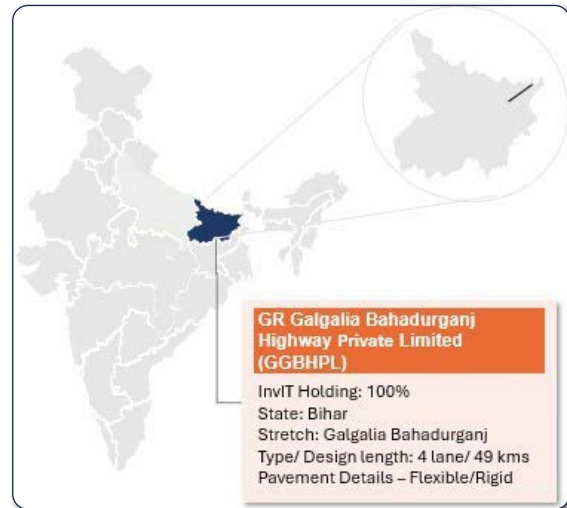 GR Galgalia Bahadurganj
Highway Private Limited
(GGBHPL)
InvIT Holding: 100%
State: Bihar
Stretch: Galgalia Bahadurganj
Type/ Design length: 4 lane/ 49 kms
Pavement Details – Flexible/Rigid